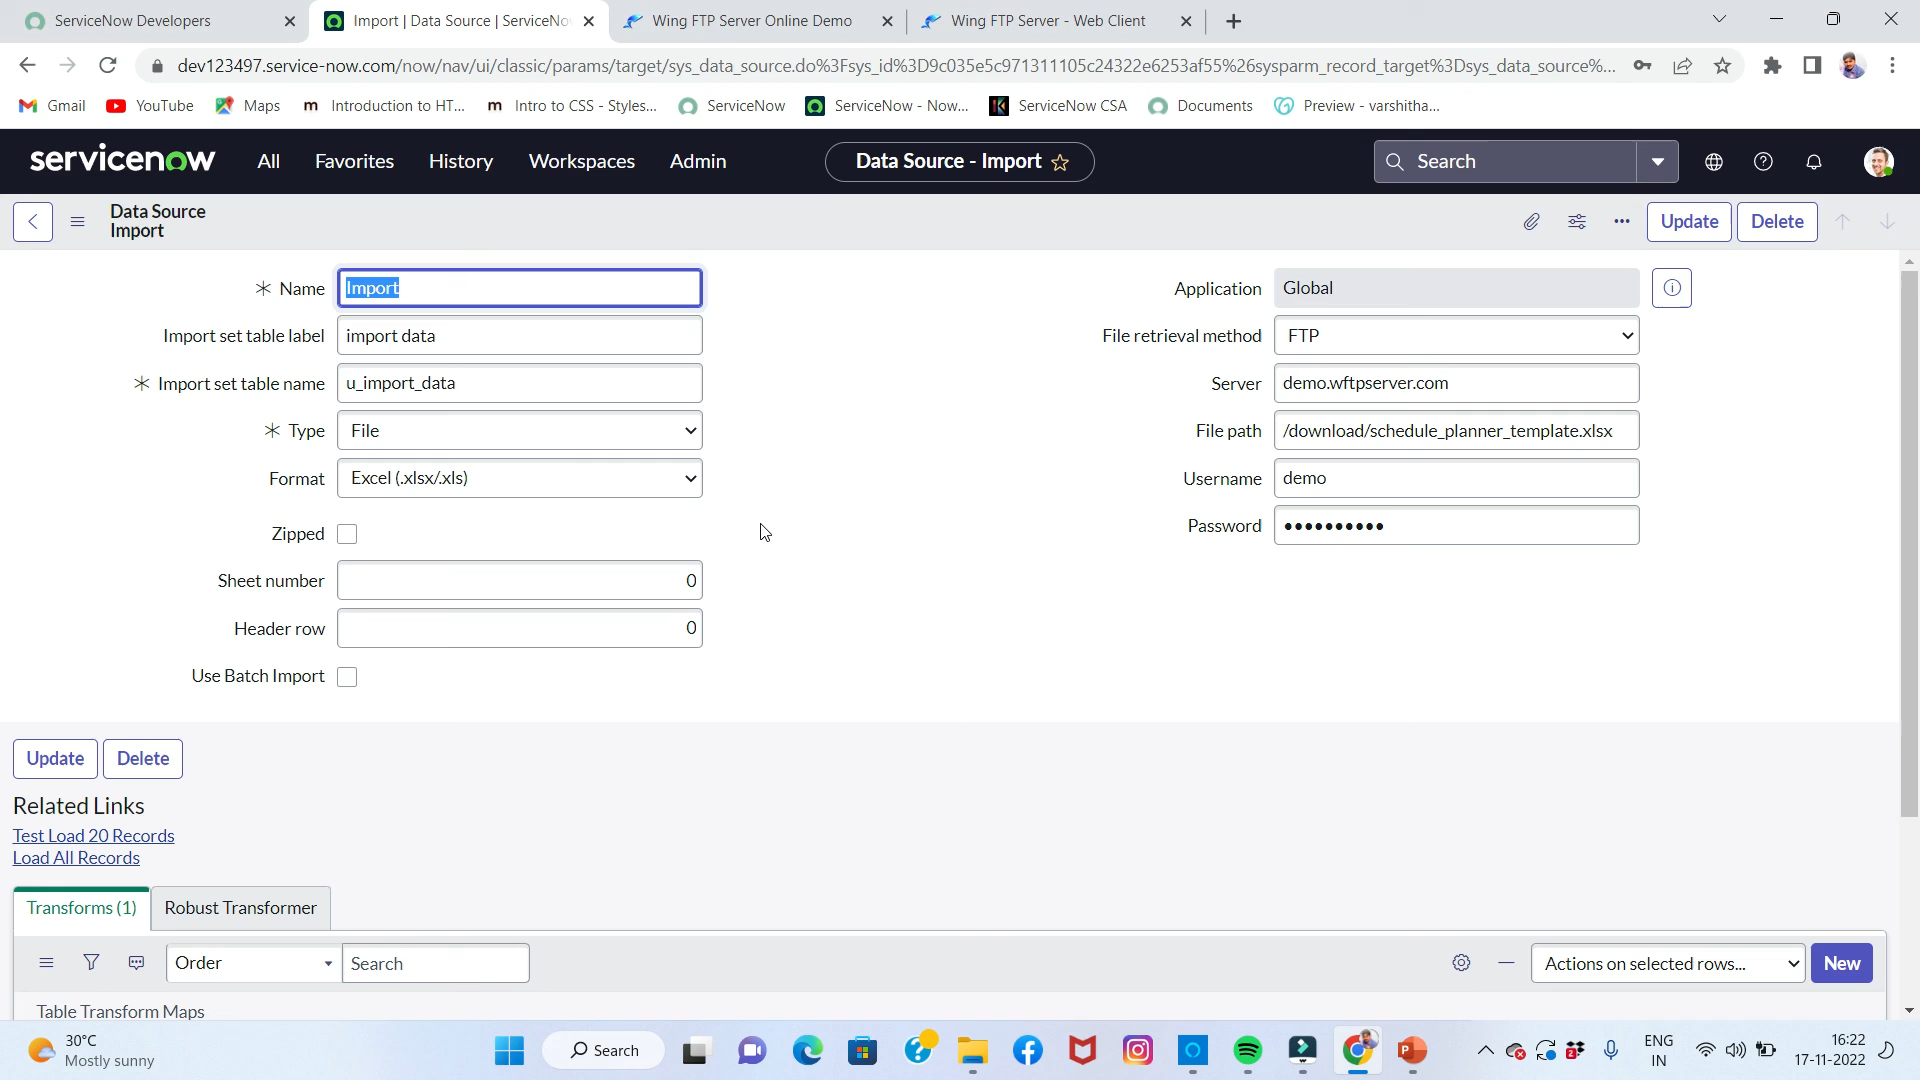 ServiceNow Developers
Import | Data Source | ServiceNo
Wing FTP Server Online Demo
Wing FTP Server - Web Client
dev123497.service-now.com/now/nav/ui/classic/params/target/sys_data_source.do%3Fsys_id%3D9c035e5c971311105c24322e6253af55%26sysparm_record_target%3Dsys_data_source%...
Gmail
YouTube
Maps
Introduction to HT...
Intro to CSS - Styles...
ServiceNow
ServiceNow - Now...
ServiceNow CSA
Documents
Preview - varshitha...
servicenow
All
Favorites
History
Workspaces
Admin
Data Source - Import
Search
Data Source
Import
Update
Delete
Name
Import
Application
Global
Import set table label
import data
File retrieval method
FTP
Import set table name
u_import_data
Server
demo.wftpserver.com
Type
File
File path
/download/schedule_planner_template.xlsx
Format
Excel (.xlsx/.xls)
Username
demo
Password
••••••••••
Zipped
Sheet number
0
Header row
0
Use Batch Import
Update
Delete
Related Links
Test Load 20 Records
Load All Records
Transforms (1)
Robust Transformer
Order
Search
Actions on selected rows...
New
Table Transform Maps
30°C
Mostly sunny
Search
ENG
IN
16:22
17-11-2022